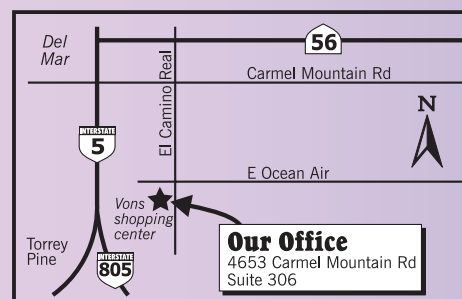 Del
Mar
56
El Camino Real
Carmel Mountain Rd
N
INTERSTATE
5
E Ocean Air
Vons
shopping
center
Torrey
Pine
INTERSTATE
805
Our Office
4653 Carmel Mountain Rd
Suite 306